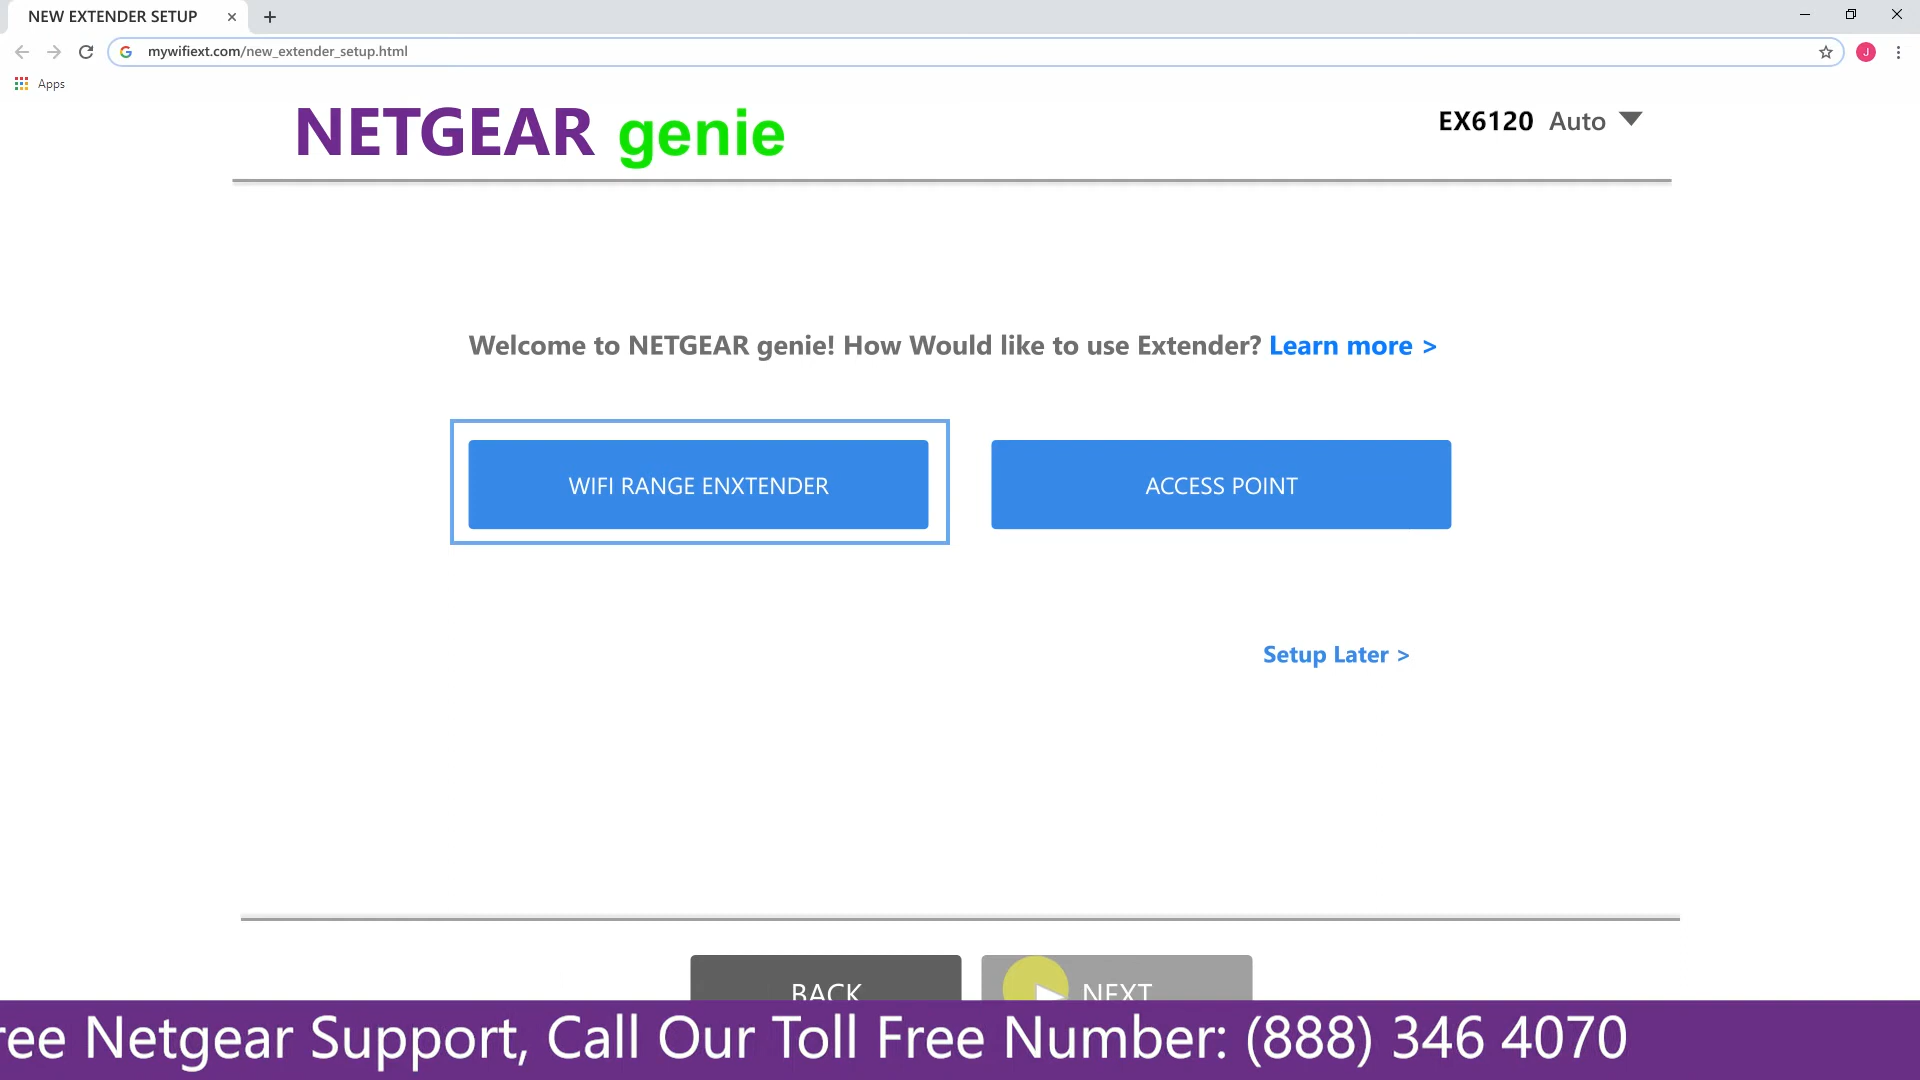 NEW EXTENDER SETUP
mywifiext.com/new_extender_setup.html
J
Apps
NETGEAR genie
EX6120 Auto
Welcome to NETGEAR genie! How Would like to use Extender? Learn more >
WIFI RANGE ENXTENDER
ACCESS POINT
Setup Later >
BACK
NEXT
ree Netgear Support, Call Our Toll Free Number: (888) 346 4070